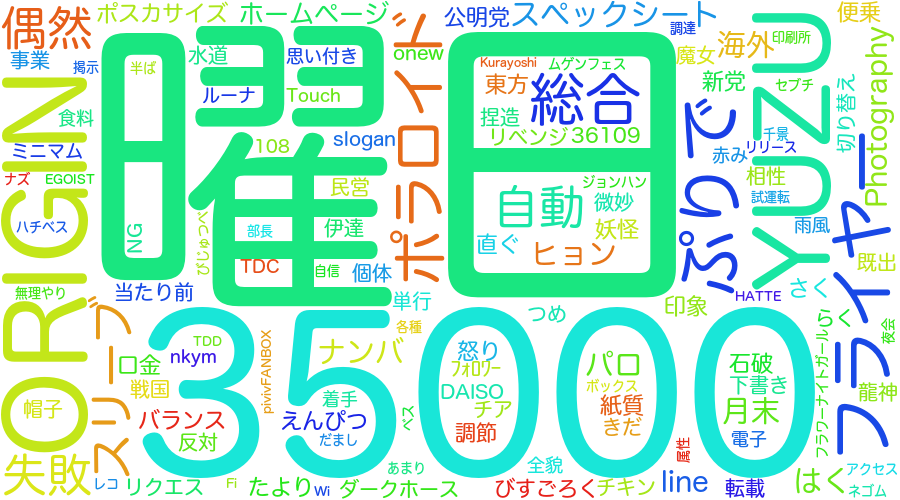 曜日
35000
偶然
ポスカサイズ
ホームページ
公明党
スペックシート
調達
便乗
事業
掲示
半ば
水道
思い付き
onew
Kurayoshi
ムゲンフェス
魔女
海外
印刷所
食料
ルーナ
Touch
ポラロイド
東方
総合
新党
セブチ
切り替え
Photography
ミニマム
108
slogan
捏造
リベンジ
36109
ぷりで
赤み
千景
リリース
YUZU
ナズ
EGOIST
ORIGIN
民営
自動
ジョンハン
微妙
相性
試運転
ハチベス
NG
びじゅつべ
部長
伊達
直ぐ
ヒョン
妖怪
雨風
フライヤー
TDC
自信
個体
既出
無理やり
当たり前
単行
印象
HATTE
さく
スリーブ
つめ
ひく
夜会
各種
口金
TDD
nkym
pixivFANBOX
ナンバ
怒り
フォロワー
パロ
石破
フラワーナイトガール
戦国
着手
DAISO
ボックス
下書き
龍神
帽子
バランス
えんぴつ
ペス
チア
紙質
月末
反対
だまし
調節
きだ
電子
失敗
あまり
全貌
属性
アクセス
レコ
リクエス
Fi
たより
Wi
ダークホース
びすごろく
チキン
line
転載
はく
ネゴム